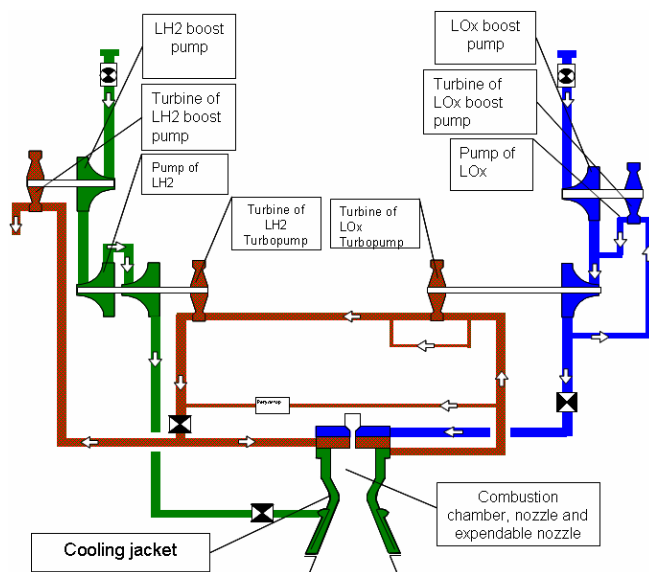 LH2 boost
pump
Turbine of
LH2 boost
pump
Pump of
LH2
Turbine of
LH2
Turbopump
Turbine of
LOx
Turbopump
LOx boost
pump
Turbine of
LOx boost
pump
Pump of
LOx
Cooling jacket
Combustion
chamber, nozzle and
expendable nozzle